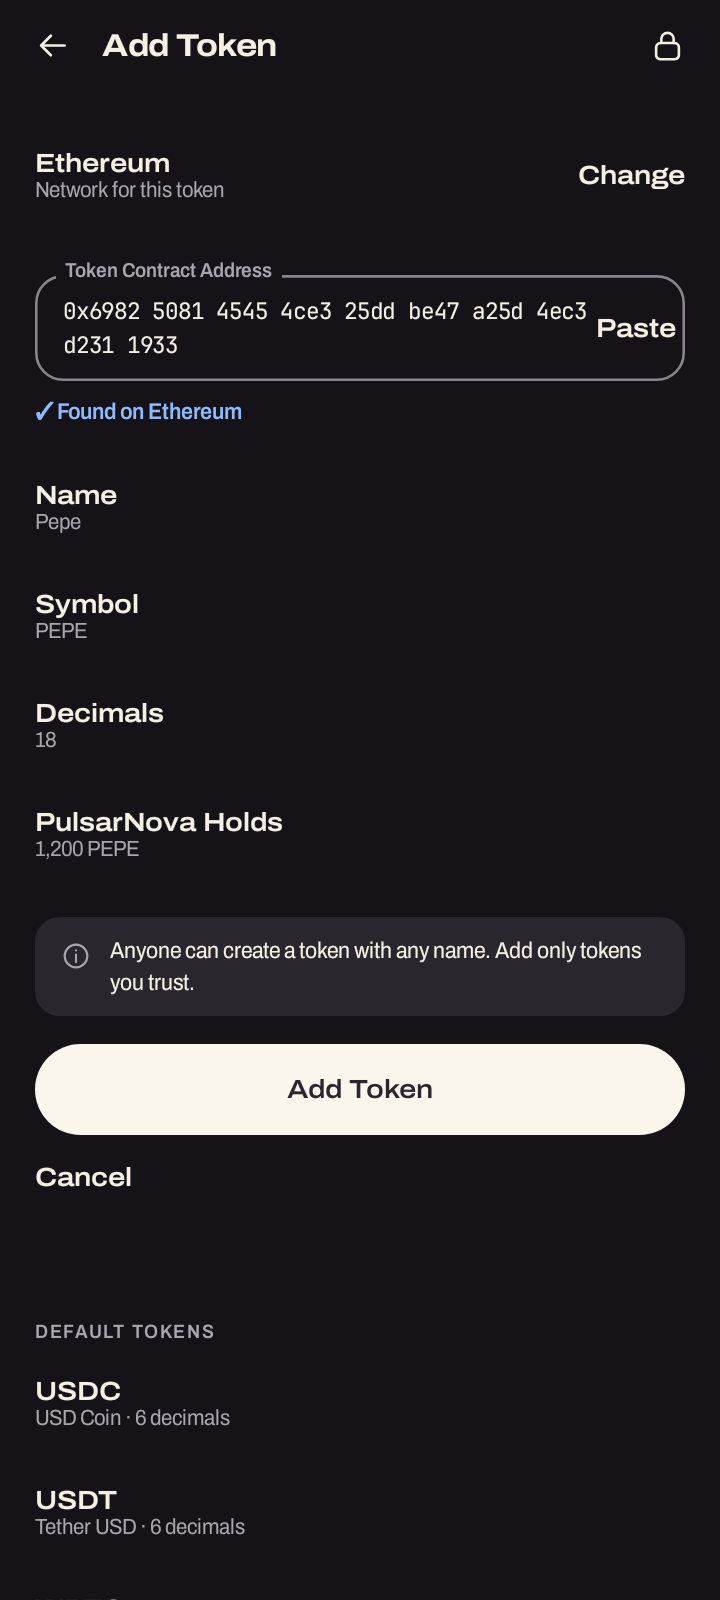 Add Token
Ethereum
Network for this token
Change
Token Contract Address
0x6982 5081 4545 4ce3 25dd be47 a25d 4ec3
d231 1933
Paste
✓Found on Ethereum
Name
Pepe
Symbol
PEPE
Decimals
18
PulsarNova Holds
1,200 PEPE
Anyone can create a token with any name. Add only tokens
you trust.
Add Token
Cancel
DEFAULT TOKENS
USDC
USD Coin · 6 decimals
USDT
Tether USD · 6 decimals